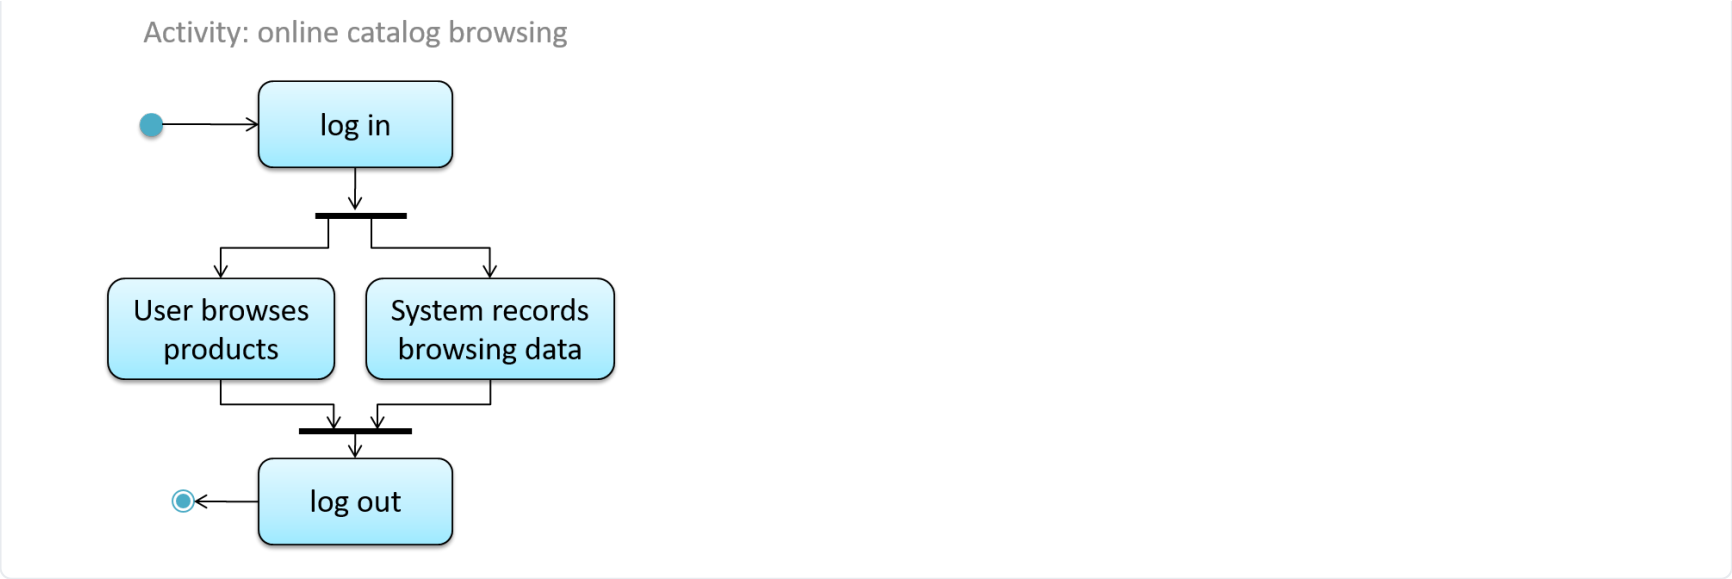 Activity: online catalog browsing
log in
User browses
products
System records
browsing data
log out